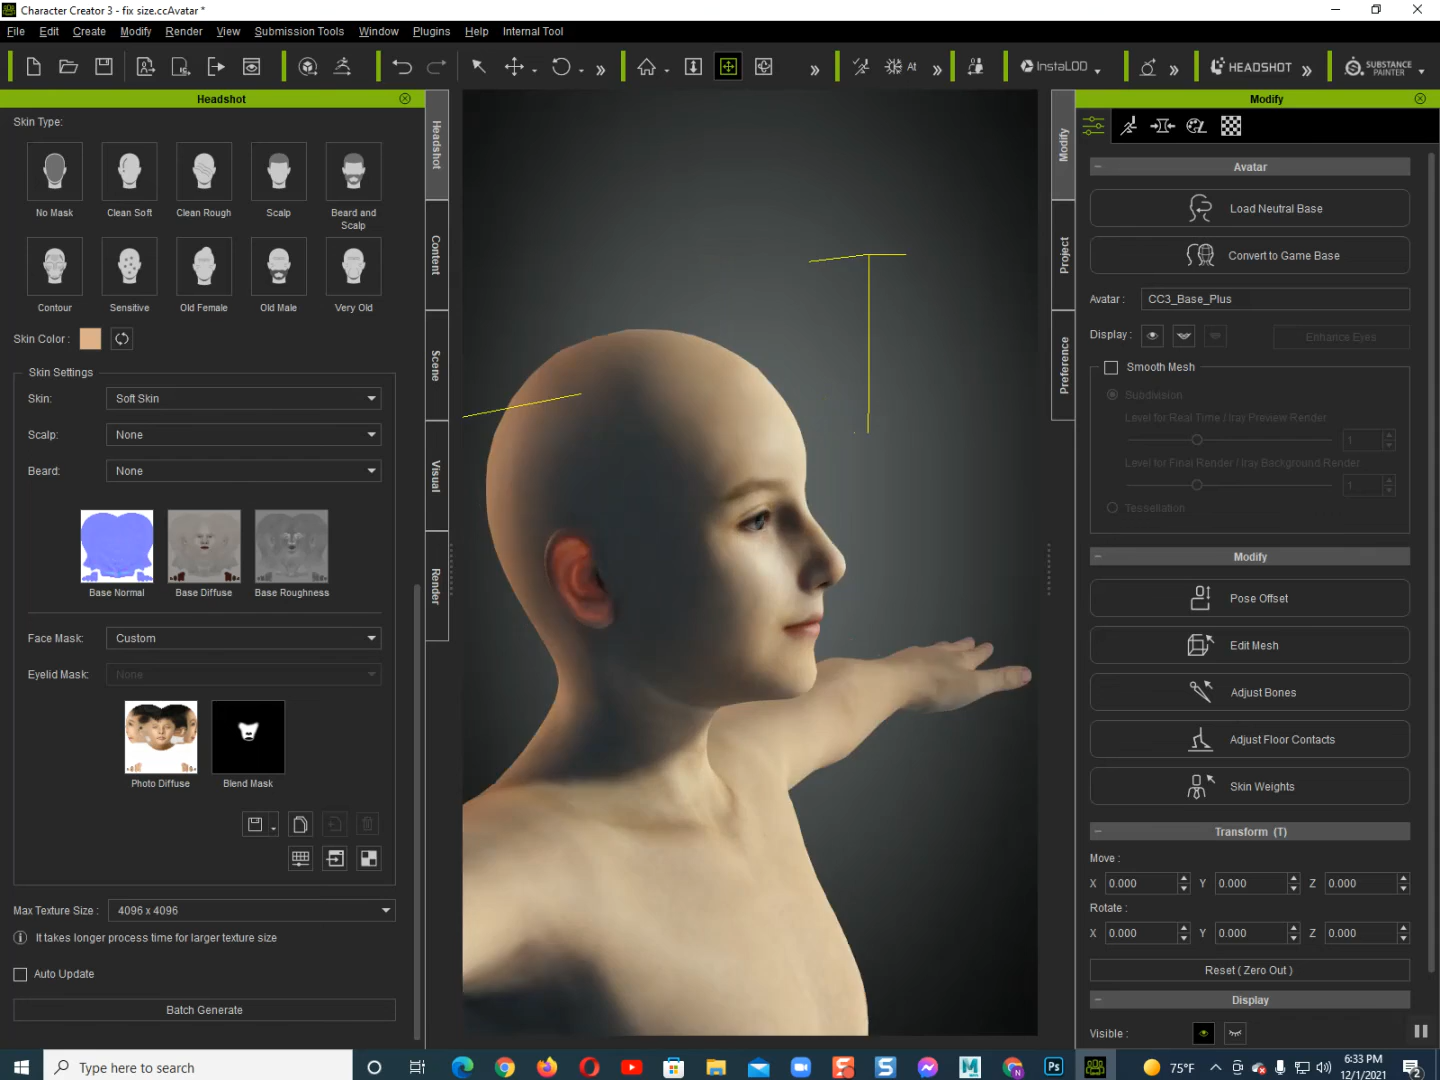 Character Creator 3 - fix size.ccAvatar *
File Edit Create Modify Render View Submission Tools Window Plugins Help Internal Tool
At InstaLOD HEADSHOT SUBSTANCE PAINTER
Headshot
Skin Type:
No Mask Clean Soft Clean Rough Scalp Beard and Scalp
Contour Sensitive Old Female Old Male Very Old
Skin Color :
Skin Settings
Skin: Soft Skin
Scalp: None
Beard: None
Base Normal Base Diffuse Base Roughness
Face Mask: Custom
Eyelid Mask: None
Photo Diffuse Blend Mask
Max Texture Size : 4096 x 4096
It takes longer process time for larger texture size
Auto Update
Batch Generate
Headshot
Content
Scene
Visual
Render
Modify
Project
Preference
Modify
Avatar
Load Neutral Base
Convert to Game Base
Avatar : CC3_Base_Plus
Display : Enhance Eyes
Smooth Mesh
Subdivision
Level for Real Time / Iray Preview Render
1
Level for Final Render / Iray Background Render
1
Tessellation
Modify
Pose Offset
Edit Mesh
Adjust Bones
Adjust Floor Contacts
Skin Weights
Transform (T)
Move :
X 0.000 Y 0.000 Z 0.000
Rotate :
X 0.000 Y 0.000 Z 0.000
Reset ( Zero Out )
Display
Visible :
Type here to search
75°F
6:33 PM
12/1/2021
2